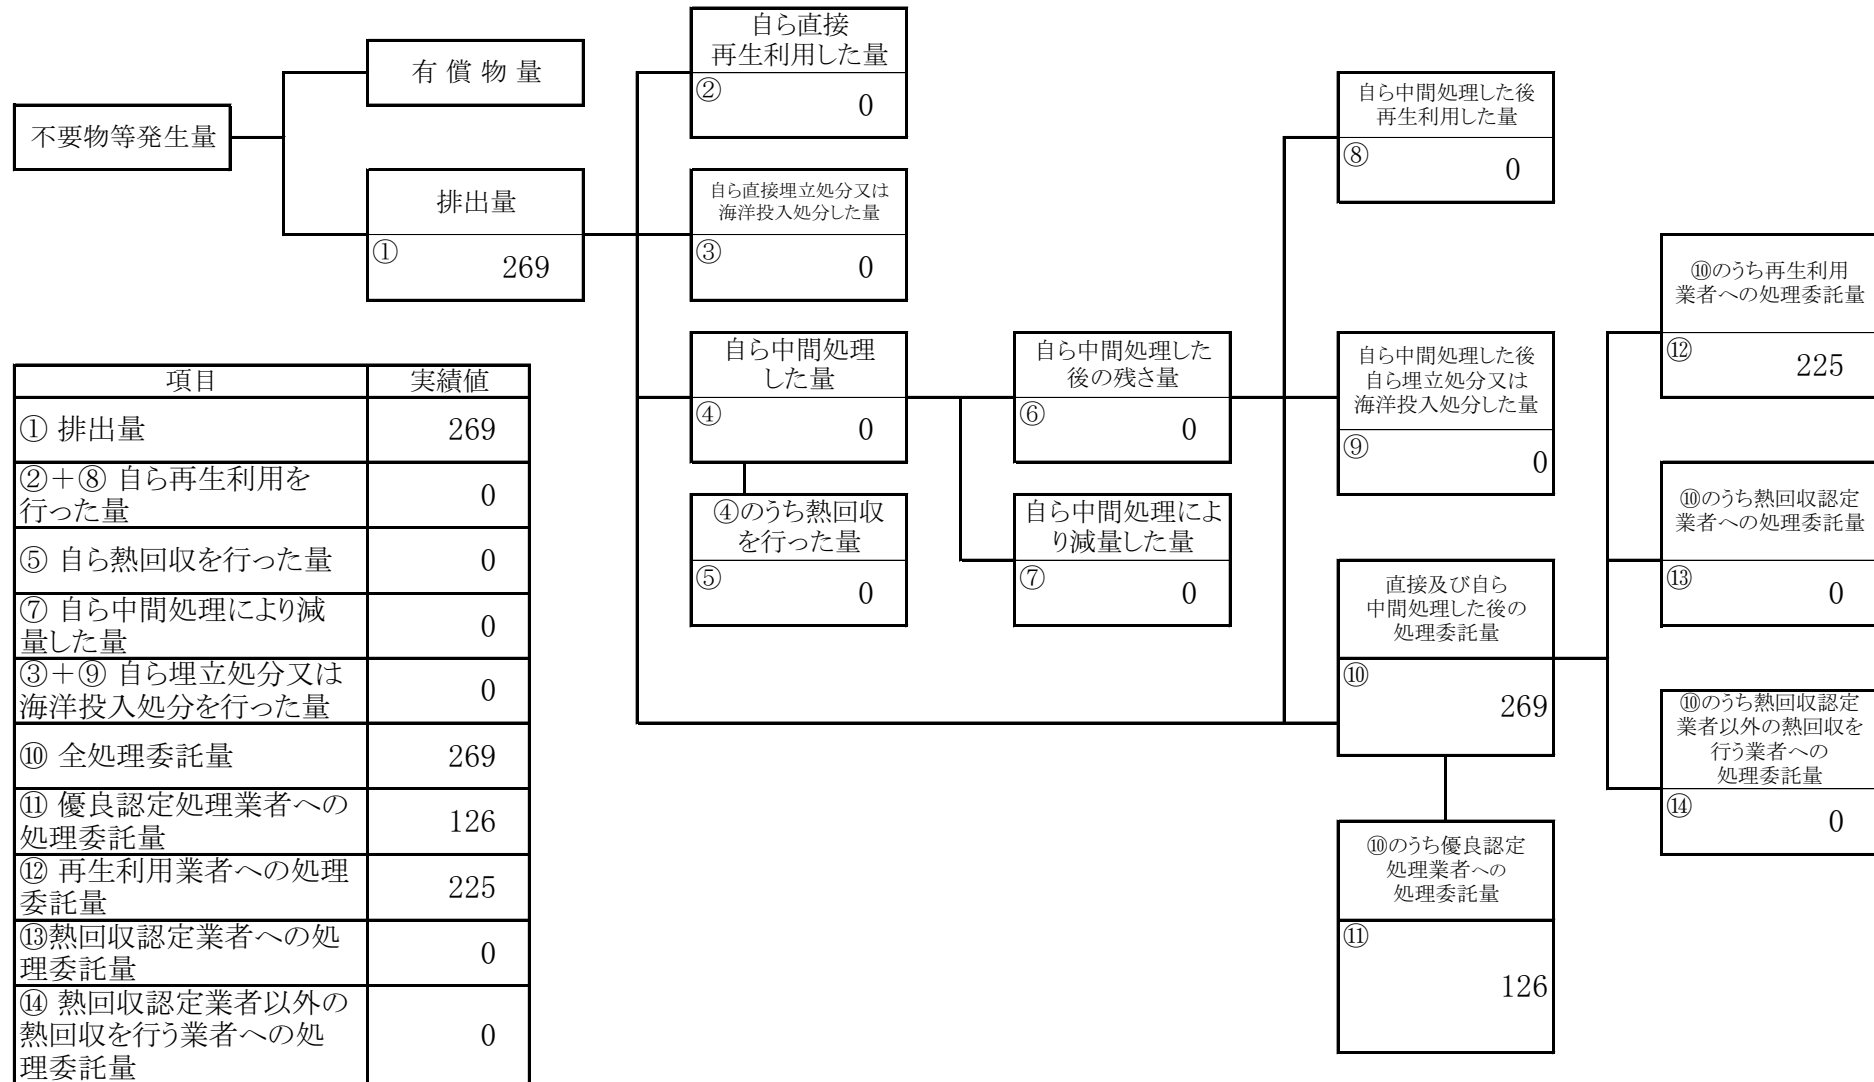 不要物等発生量
有 償 物 量
排出量
①
269
自ら直接
再生利用した量
②
0
自ら直接埋立処分又は
海洋投入処分した量
③
0
自ら中間処理
した量
④
0
④のうち熱回収
を行った量
⑤
0
自ら中間処理した
後の残さ量
⑥
0
自ら中間処理によ
り減量した量
⑦
0
自ら中間処理した後
再生利用した量
⑧
0
自ら中間処理した後
自ら埋立処分又は
海洋投入処分した量
⑨
0
直接及び自ら
中間処理した後の
処理委託量
⑩
269
⑩のうち優良認定
処理業者への
処理委託量
⑪
126
⑩のうち再生利用
業者への処理委託量
⑫
225
⑩のうち熱回収認定
業者への処理委託量
⑬
0
⑩のうち熱回収認定
業者以外の熱回収を
行う業者への
処理委託量
⑭
0
項目 実績値
① 排出量 269
②＋⑧ 自ら再生利用を
行った量 0
⑤ 自ら熱回収を行った量 0
⑦ 自ら中間処理により減
量した量 0
③＋⑨ 自ら埋立処分又は
海洋投入処分を行った量 0
⑩ 全処理委託量 269
⑪ 優良認定処理業者への
処理委託量 126
⑫ 再生利用業者への処理
委託量 225
⑬熱回収認定業者への処
理委託量 0
⑭ 熱回収認定業者以外の
熱回収を行う業者への処
理委託量 0